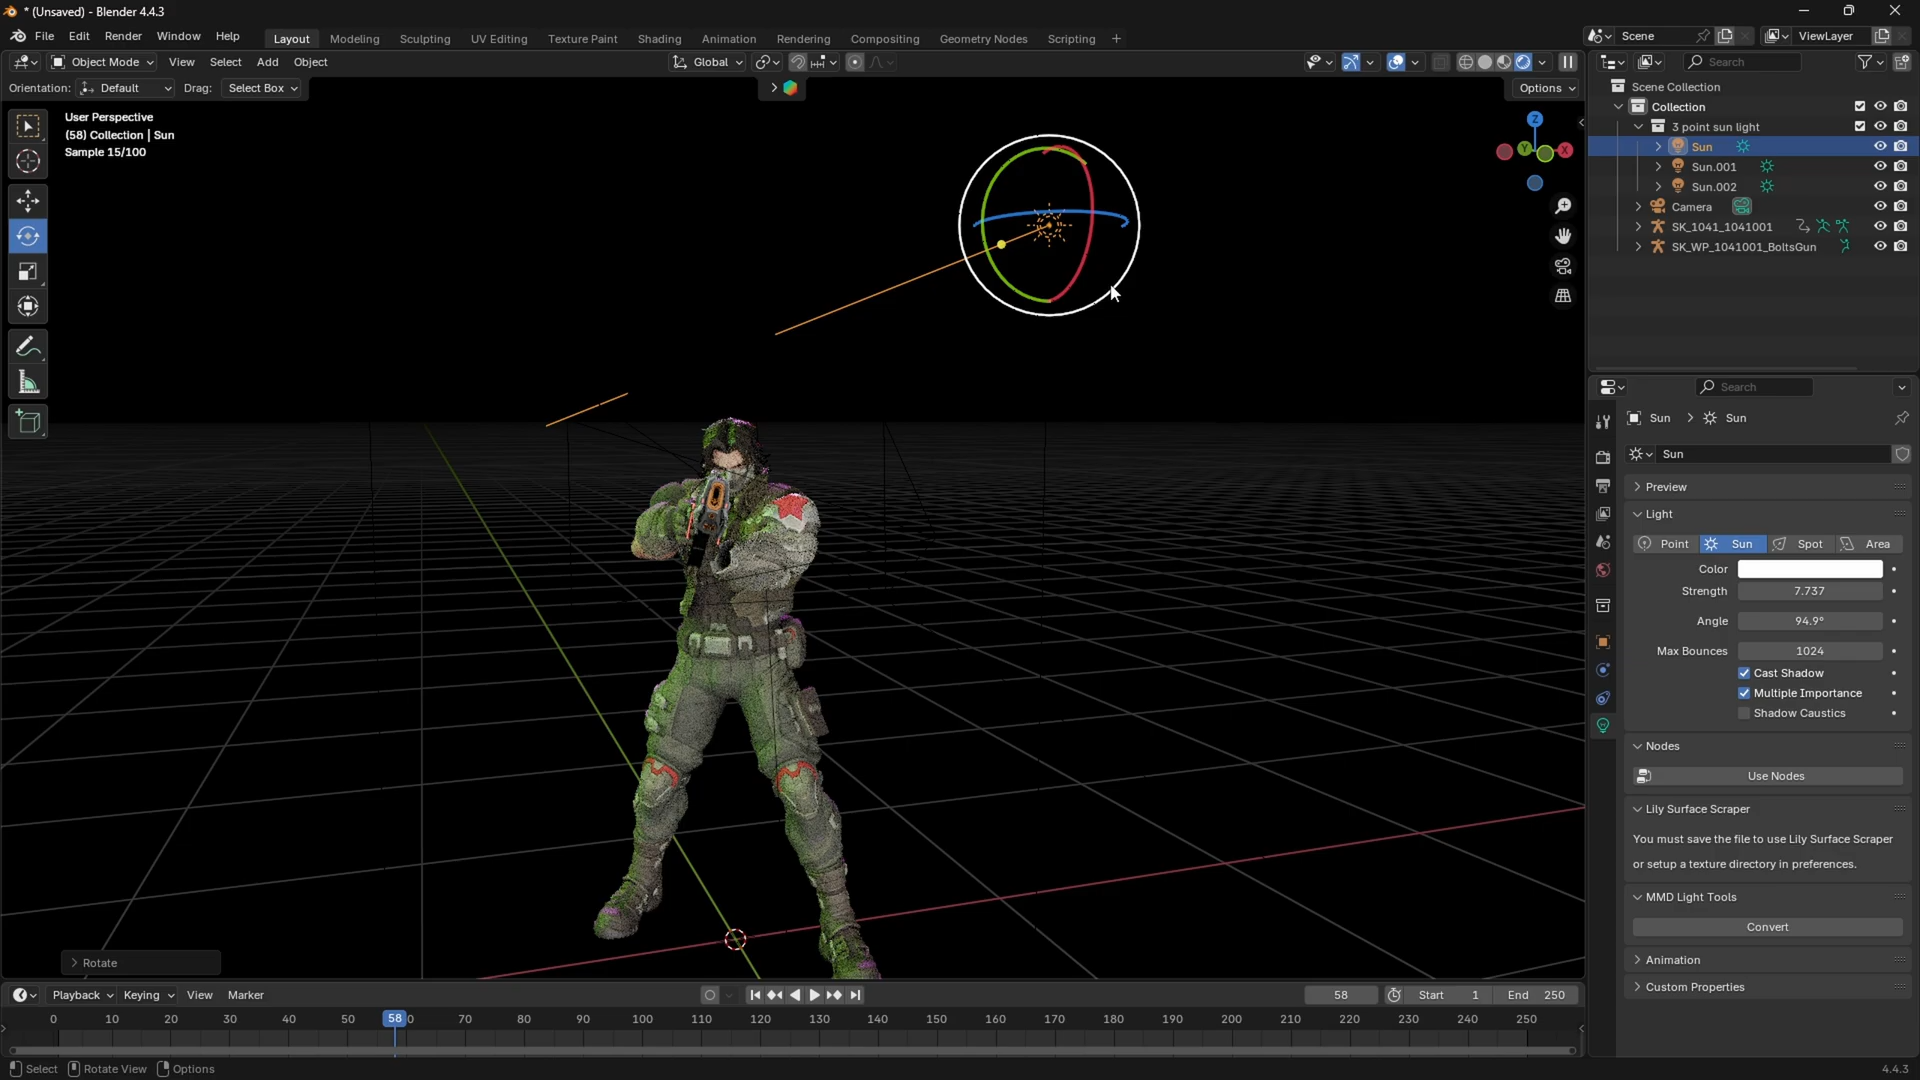 * (Unsaved) - Blender 4.4.3
File Edit Render Window Help
Layout Modeling Sculpting UV Editing Texture Paint Shading Animation Rendering Compositing Geometry Nodes Scripting +
Scene
ViewLayer
Object Mode View Select Add Object
Global
Search
Orientation: Default Drag: Select Box
Options
Scene Collection
User Perspective
(58) Collection | Sun
Sample 15/100
Z
Y
X
Collection
3 point sun light
Sun
Sun.001
Sun.002
Camera
SK_1041_1041001
SK_WP_1041001_BoltsGun
Search
Sun > Sun
Sun
Preview
Light
Point Sun Spot Area
Color
Strength 7.737
Angle 94.9°
Max Bounces 1024
Cast Shadow
Multiple Importance
Shadow Caustics
Nodes
Use Nodes
Lily Surface Scraper
You must save the file to use Lily Surface Scraper
or setup a texture directory in preferences.
MMD Light Tools
Convert
Animation
Custom Properties
Rotate
Playback Keying View Marker
58 Start 1 End 250
0 10 20 30 40 50 58 0 70 80 90 100 110 120 130 140 150 160 170 180 190 200 210 220 230 240 250
Select Rotate View Options
4.4.3